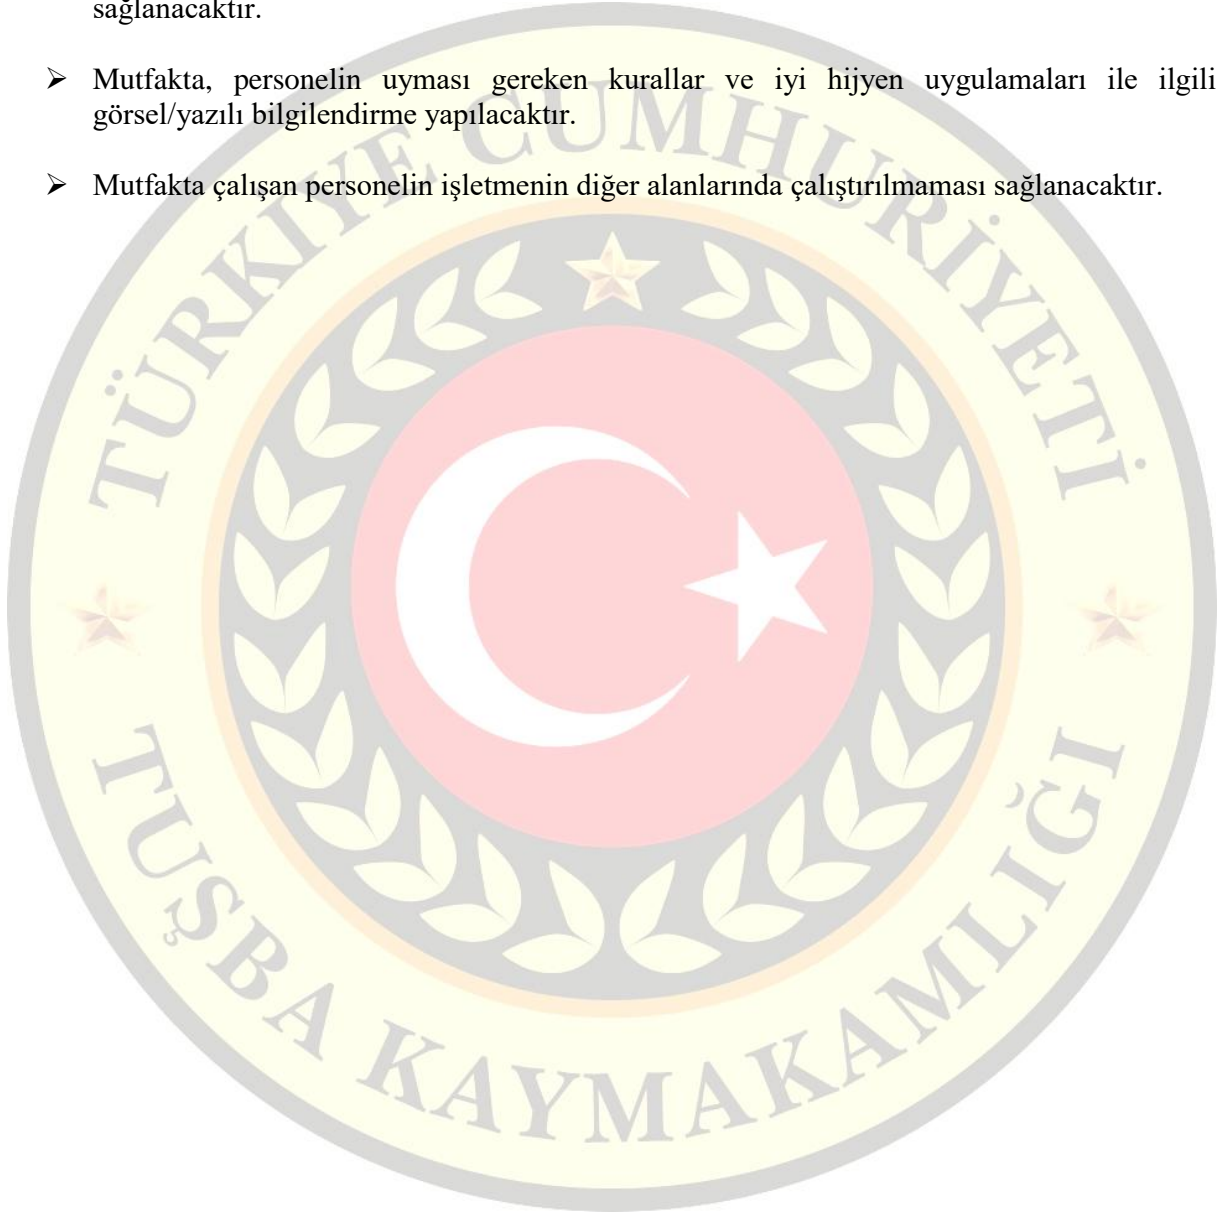 sağlanacaktır.
➢ Mutfakta, personelin uyması gereken kurallar ve iyi hijyen uygulamaları ile ilgili
görsel/yazılı bilgilendirme yapılacaktır.
➢ Mutfakta çalışan personelin işletmenin diğer alanlarında çalıştırılmaması sağlanacaktır.
TÜRKİYE CUMHURİYETİ
TUŞBA KAYMAKAMLIĞI